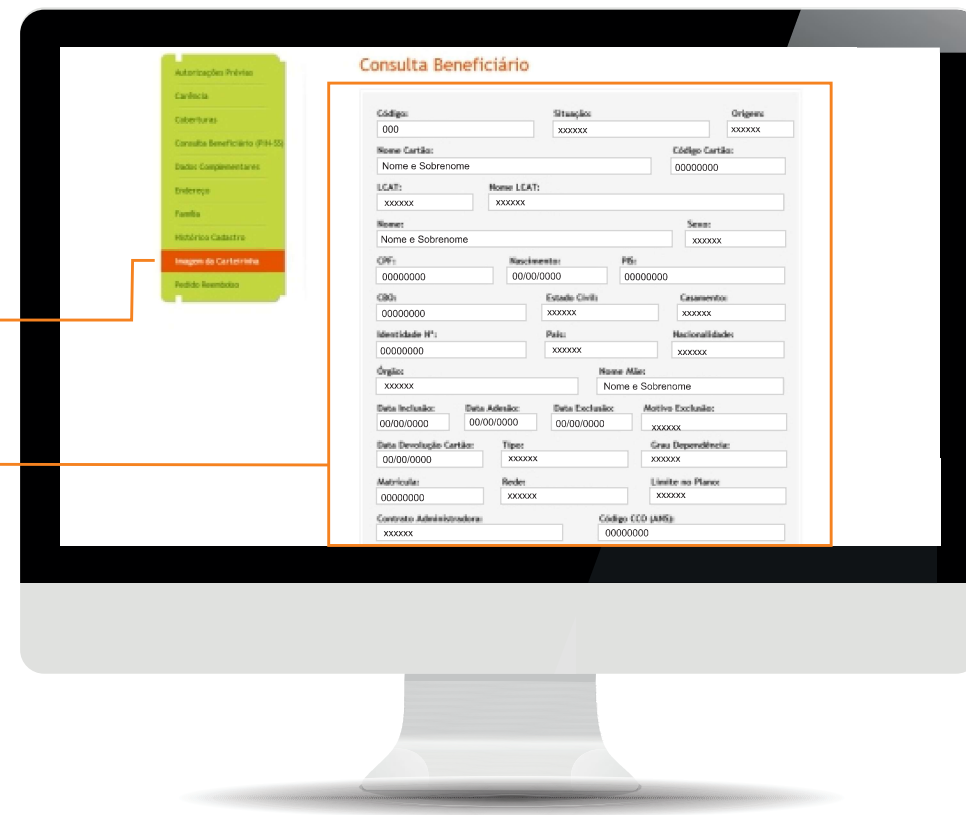 Autorizações Prévias
Carência
Coberturas
Consulta Beneficiário (PIN-SS)
Dados Complementares
Endereço
Família
Histórico Cadastro
Imagem da Carteirinha
Pedido Reembolso
Consulta Beneficiário
Código: Situação: Origem:
000 xxxxxx xxxxxx
Nome Cartão: Código Cartão:
Nome e Sobrenome 00000000
LCAT: Nome LCAT:
xxxxxx xxxxxx
Nome: Sexo:
Nome e Sobrenome xxxxxx
CPF: Nascimento: PIS:
00000000 00/00/0000 00000000
CBO: Estado Civil: Casamento:
00000000 xxxxxx xxxxxx
Identidade Nº: País: Nacionalidade:
00000000 xxxxxx xxxxxx
Órgão: Nome Mãe:
xxxxxx Nome e Sobrenome
Data Inclusão: Data Adesão: Data Exclusão: Motivo Exclusão:
00/00/0000 00/00/0000 00/00/0000 xxxxxx
Data Devolução Cartão: Tipo: Grau Dependência:
00/00/0000 xxxxxx xxxxxx
Matrícula: Rede: Limite no Plano:
00000000 xxxxxx xxxxxx
Contrato Administradora: Código CCO (ANS):
xxxxxx 00000000